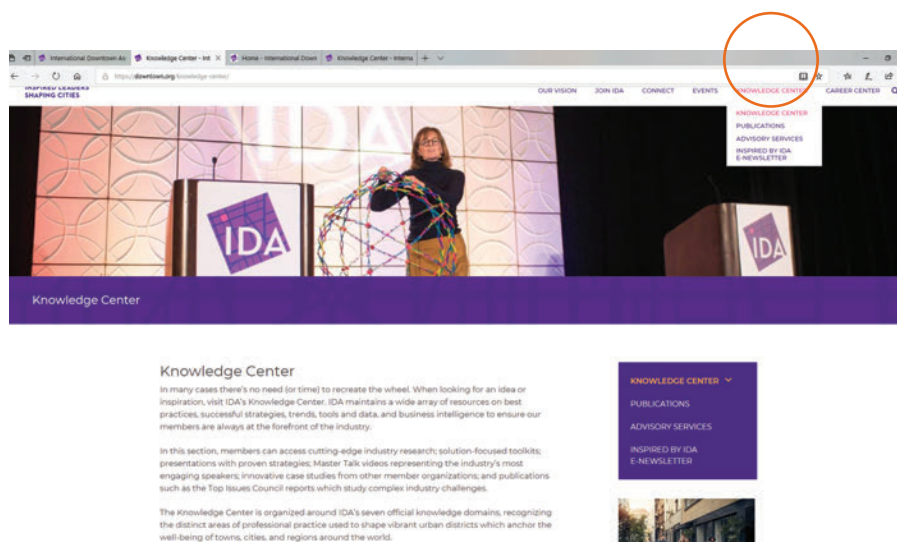 International Downtown As
Knowledge Center - Int
Home - International Down
Knowledge Center - Interna
https://downtown.org/knowledge-center/
INSPIRED LEADERS
SHAPING CITIES
OUR VISION
JOIN IDA
CONNECT
EVENTS
KNOWLEDGE CENTER
CAREER CENTER
KNOWLEDGE CENTER
PUBLICATIONS
ADVISORY SERVICES
INSPIRED BY IDA
E-NEWSLETTER
IDA
IDA
IDA
Knowledge Center
Knowledge Center
In many cases there's no need (or time) to recreate the wheel. When looking for an idea or
inspiration, visit IDA's Knowledge Center. IDA maintains a wide array of resources on best
practices, successful strategies, trends, tools and data, and business intelligence to ensure our
members are always at the forefront of the industry.
In this section, members can access cutting-edge industry research; solution-focused toolkits;
presentations with proven strategies; Master Talk videos representing the industry's most
engaging speakers; innovative case studies from other member organizations; and publications
such as the Top Issues Council reports which study complex industry challenges.
The Knowledge Center is organized around IDA's seven official knowledge domains, recognizing
the distinct areas of professional practice used to shape vibrant urban districts which anchor the
well-being of towns, cities, and regions around the world.
KNOWLEDGE CENTER
PUBLICATIONS
ADVISORY SERVICES
INSPIRED BY IDA
E-NEWSLETTER